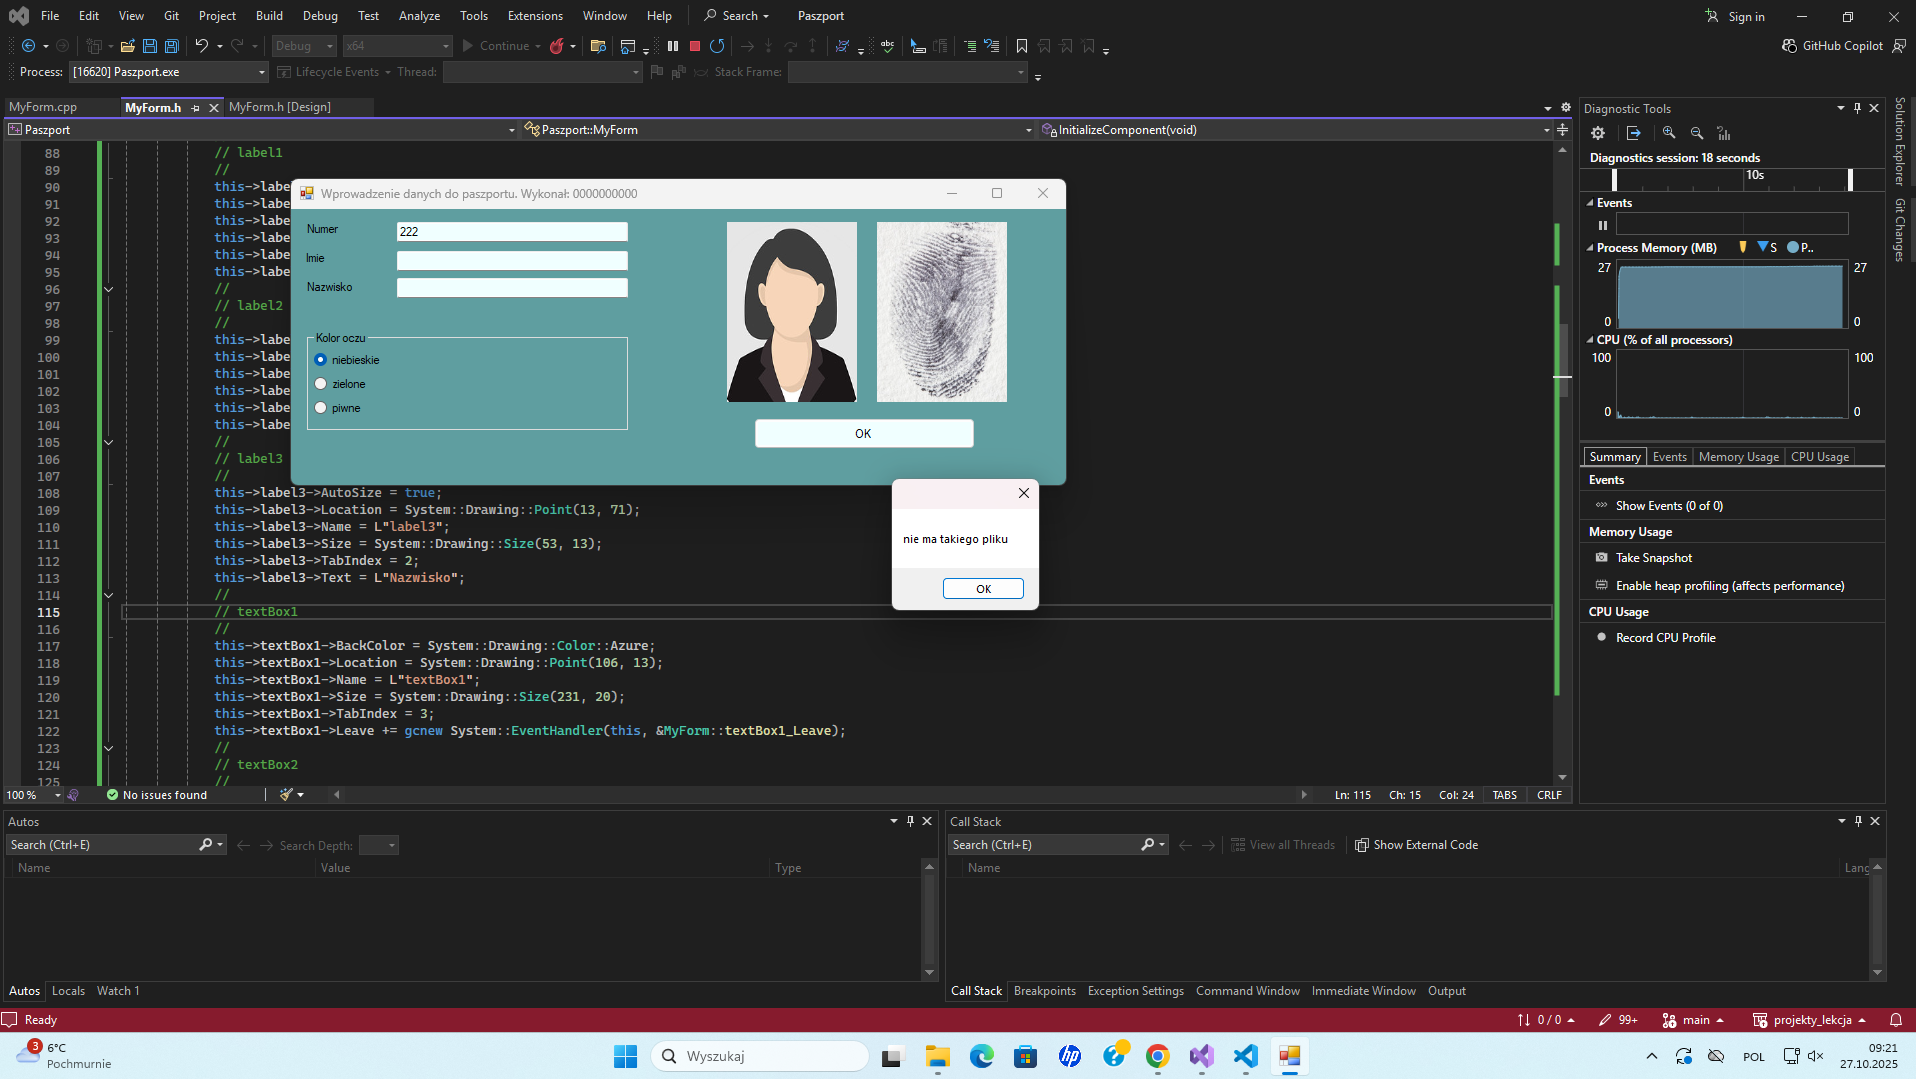 File Edit View Git Project Build Debug Test Analyze Tools Extensions Window Help Search Paszport Sign in
Debug x64 Continue GitHub Copilot
Process: [16620] Paszport.exe Lifecycle Events Thread: Stack Frame:
MyForm.cpp MyForm.h MyForm.h [Design]
Paszport Paszport::MyForm InitializeComponent(void)
88 // label1
89 //
90 this->labe
91 this->labe
92 this->labe
93 this->labe
94 this->labe
95 this->labe
96 //
97 // label2
98 //
99 this->labe
100 this->labe
101 this->labe
102 this->labe
103 this->labe
104 this->labe
105 //
106 // label3
107 //
108 this->label3->AutoSize = true;
109 this->label3->Location = System::Drawing::Point(13, 71);
110 this->label3->Name = L"label3";
111 this->label3->Size = System::Drawing::Size(53, 13);
112 this->label3->TabIndex = 2;
113 this->label3->Text = L"Nazwisko";
114 //
115 // textBox1
116 //
117 this->textBox1->BackColor = System::Drawing::Color::Azure;
118 this->textBox1->Location = System::Drawing::Point(106, 13);
119 this->textBox1->Name = L"textBox1";
120 this->textBox1->Size = System::Drawing::Size(231, 20);
121 this->textBox1->TabIndex = 3;
122 this->textBox1->Leave += gcnew System::EventHandler(this, &MyForm::textBox1_Leave);
123 //
124 // textBox2
125 //
Wprowadzenie danych do paszportu. Wykonał: 0000000000
Numer 222
Imie
Nazwisko
Kolor oczu
niebieskie
zielone
piwne
OK
nie ma takiego pliku
OK
100 % No issues found Ln: 115 Ch: 15 Col: 24 TABS CRLF
Diagnostic Tools
Diagnostics session: 18 seconds
10s
Events
Process Memory (MB) S P..
27 27
0 0
CPU (% of all processors)
100 100
0 0
Summary Events Memory Usage CPU Usage
Events
Show Events (0 of 0)
Memory Usage
Take Snapshot
Enable heap profiling (affects performance)
CPU Usage
Record CPU Profile
Solution Explorer
Git Changes
Autos
Search (Ctrl+E) Search Depth:
Name Value Type
Autos Locals Watch 1
Call Stack
Search (Ctrl+E) View all Threads Show External Code
Name Lang
Call Stack Breakpoints Exception Settings Command Window Immediate Window Output
Ready 0 / 0 99+ main projekty_lekcja
3 6°C
Pochmurnie
Wyszukaj
POL
09:21
27.10.2025